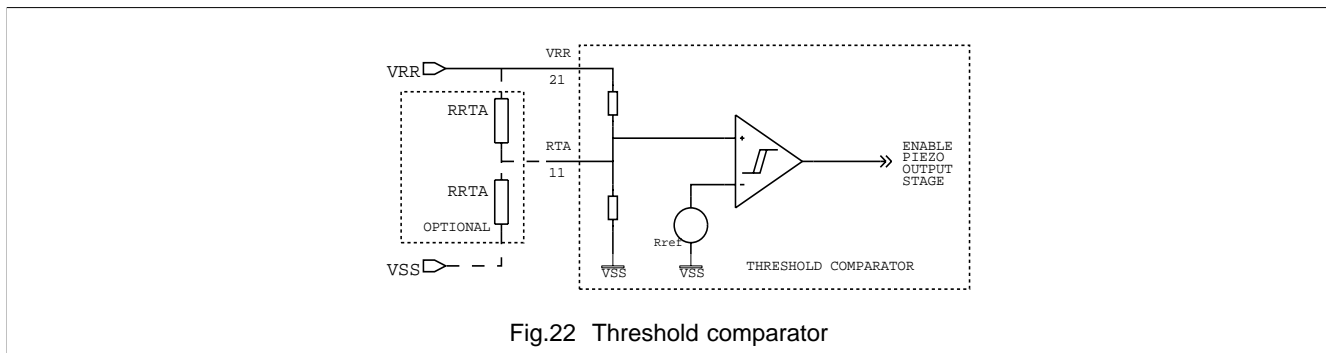 VRR
VRR
21
RRTA
RTA
11
RRTA
OPTIONAL
VSS
+
-
Rref
VSS
VSS
ENABLE
PIEZO
OUTPUT
STAGE
THRESHOLD COMPARATOR
Fig.22 Threshold comparator